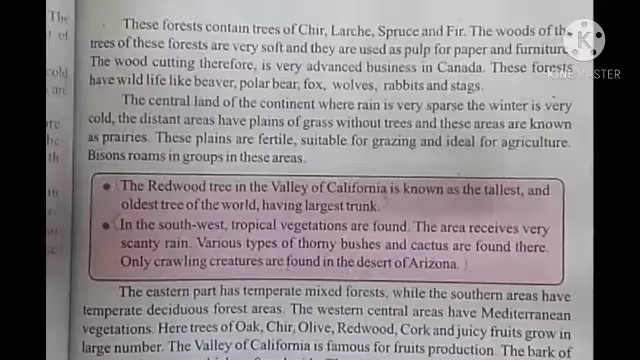 The
t of
cold
are
ire
he
th
in
These forests contain trees of Chir, Larche, Spruce and Fir. The woods of the
trees of these forests are very soft and they are used as pulp for paper and furniture.
The wood cutting therefore, is very advanced business in Canada. These forests
have wild life like beaver, polar bear, fox, wolves, rabbits and stags.
The central land of the continent where rain is very sparse the winter is very
cold, the distant areas have plains of grass without trees and these areas are known
as prairies. These plains are fertile, suitable for grazing and ideal for agriculture.
Bisons roams in groups in these areas.
• The Redwood tree in the Valley of California is known as the tallest, and
oldest tree of the world, having largest trunk.
• In the south-west, tropical vegetations are found. The area receives very
scanty rain. Various types of thorny bushes and cactus are found there.
Only crawling creatures are found in the desert of Arizona.
The eastern part has temperate mixed forests, while the southern areas have
temperate deciduous forest areas. The western central areas have Mediterranean
vegetations. Here trees of Oak, Chir, Olive, Redwood, Cork and juicy fruits grow in
large number. The Valley of California is famous for fruits production. The bark of
K
KINEMASTER